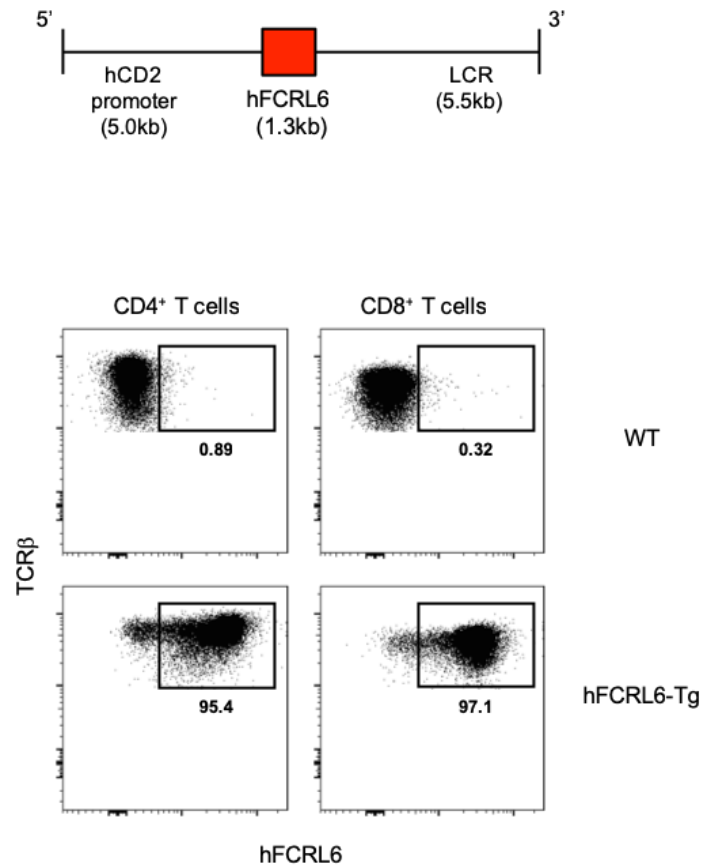 5’
3’
hCD2
promoter
(5.0kb)
hFCRL6
(1.3kb)
LCR
(5.5kb)
CD4⁺ T cells
CD8⁺ T cells
0.89
0.32
WT
TCRβ
95.4
97.1
hFCRL6-Tg
hFCRL6